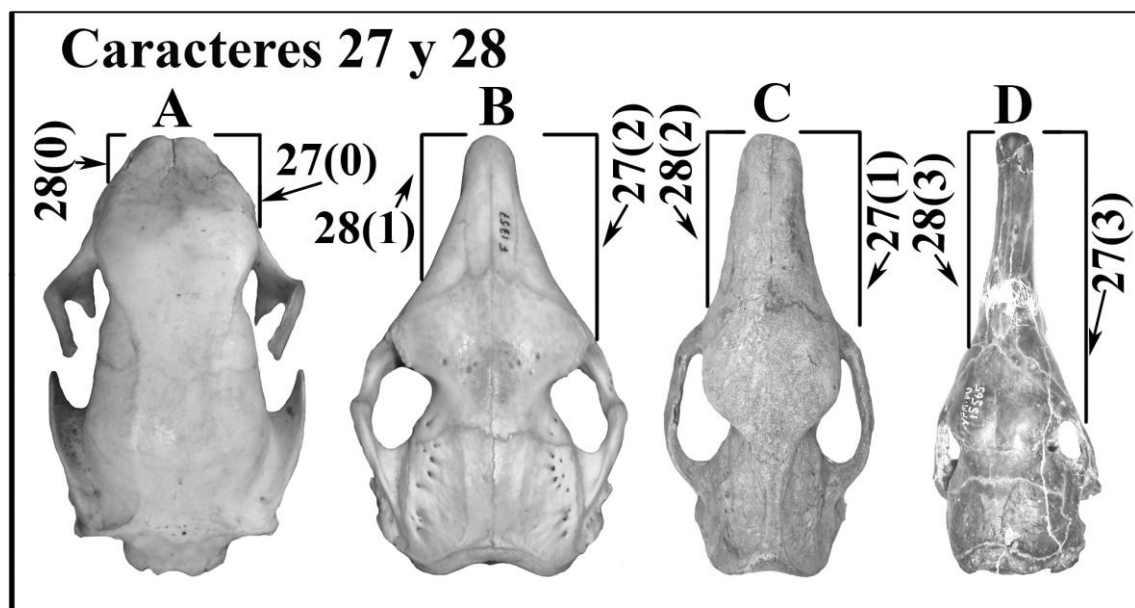 Caracteres 27 y 28
A
B
C
D
28(0)
27(0)
28(1)
27(2)
28(2)
27(1)
28(3)
27(3)
F 1357